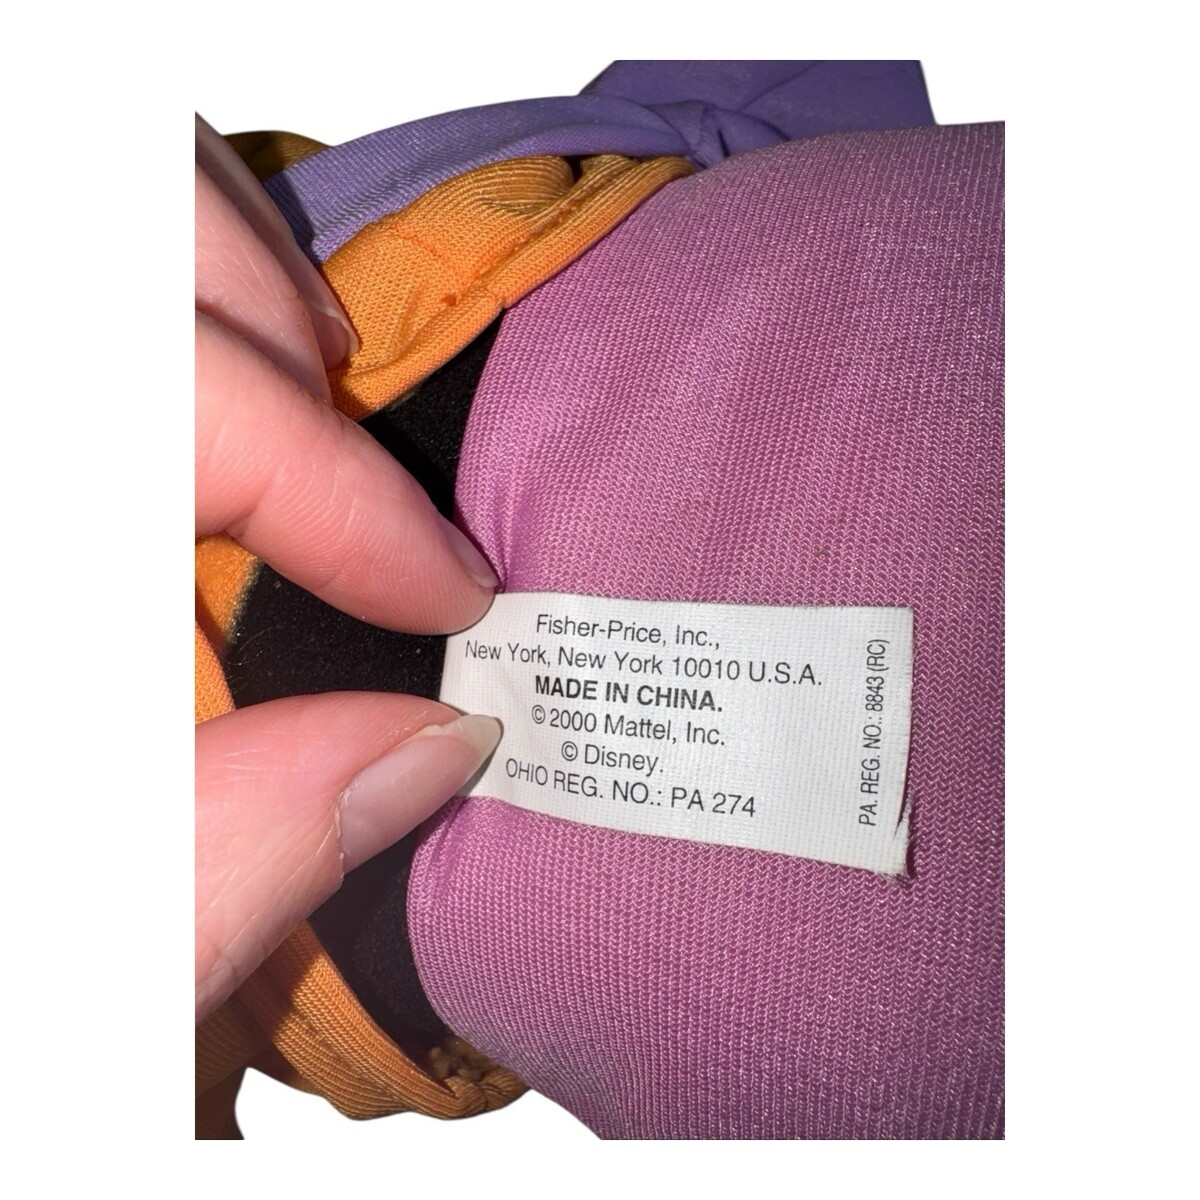 Fisher-Price, Inc.,
New York, New York 10010 U.S.A.
MADE IN CHINA.
© 2000 Mattel, Inc.
© Disney.
OHIO REG. NO.: PA 274
PA. REG. NO.: 8843 (RC)